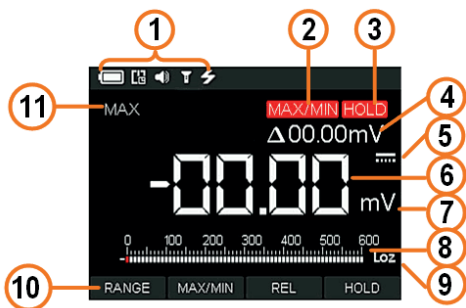 1 2 3
MAX MAX/MIN HOLD
11 4
Δ00.00mV
5
-00.00 6
mV 7
0 100 200 300 400 500 600 8
- Loz 9
10 RANGE MAX/MIN REL HOLD